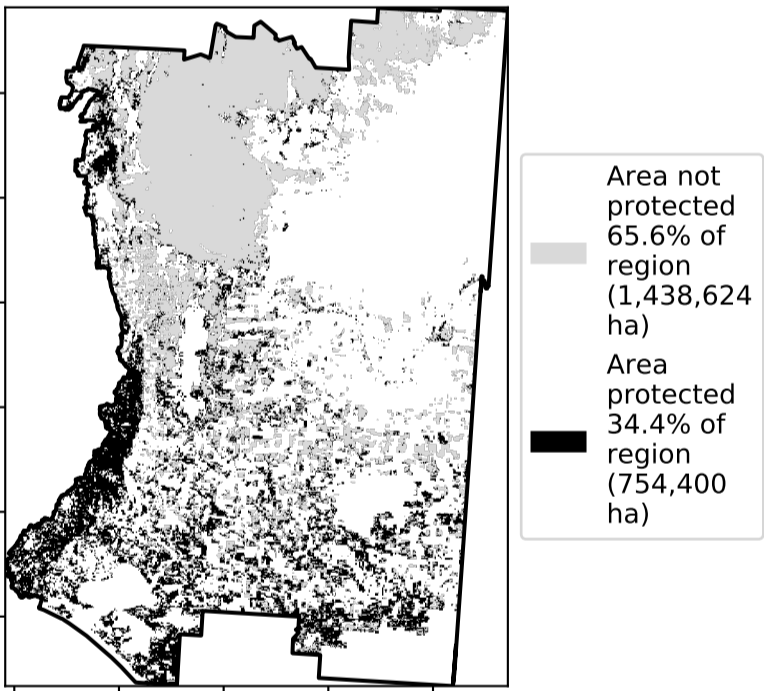 Area not
protected
65.6% of
region
(1,438,624
ha)
Area
protected
34.4% of
region
(754,400
ha)